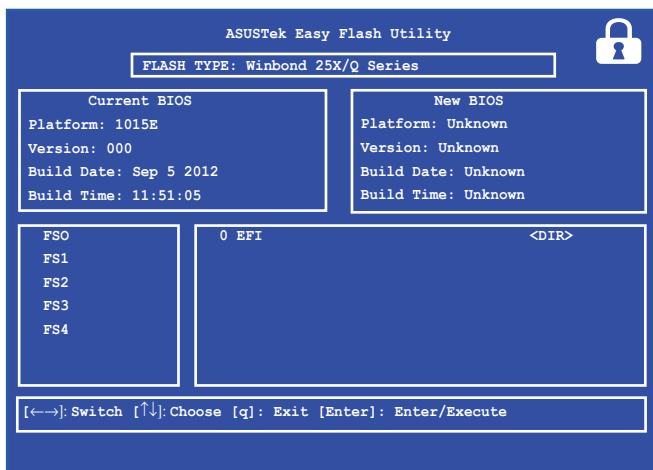 ASUSTek Easy Flash Utility
FLASH TYPE: Winbond 25X/Q Series
Current BIOS
Platform: 1015E
Version: 000
Build Date: Sep 5 2012
Build Time: 11:51:05
New BIOS
Platform: Unknown
Version: Unknown
Build Date: Unknown
Build Time: Unknown
FSO
FS1
FS2
FS3
FS4
0 EFI <DIR>
[←→]: Switch [↑↓]: Choose [q]: Exit [Enter]: Enter/Execute